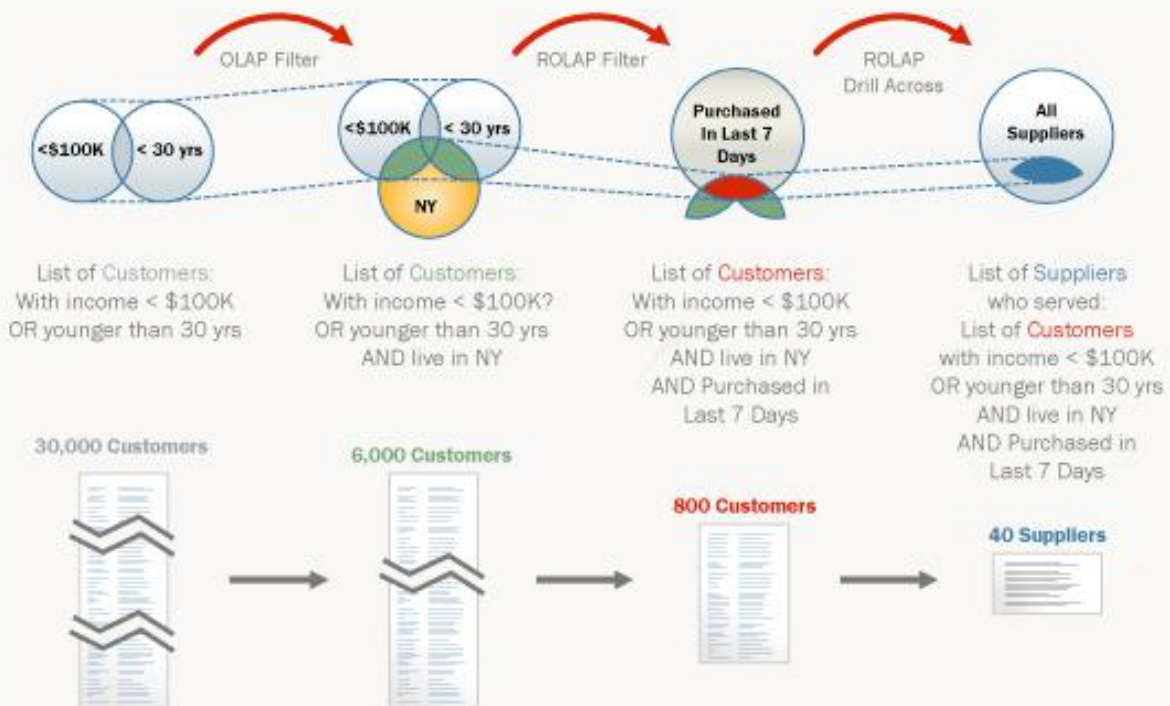 OLAP Filter
ROLAP Filter
ROLAP
Drill Across
<$100K
< 30 yrs
<$100K
< 30 yrs
NY
Purchased
In Last 7
Days
All
Suppliers
List of Customers:
With income < $100K
OR younger than 30 yrs
List of Customers:
With income < $100K?
OR younger than 30 yrs
AND live in NY
List of Customers:
With income < $100K
OR younger than 30 yrs
AND live in NY
AND Purchased in
Last 7 Days
List of Suppliers
who served:
List of Customers
with income < $100K
OR younger than 30 yrs
AND live in NY
AND Purchased in
Last 7 Days
30,000 Customers
6,000 Customers
800 Customers
40 Suppliers